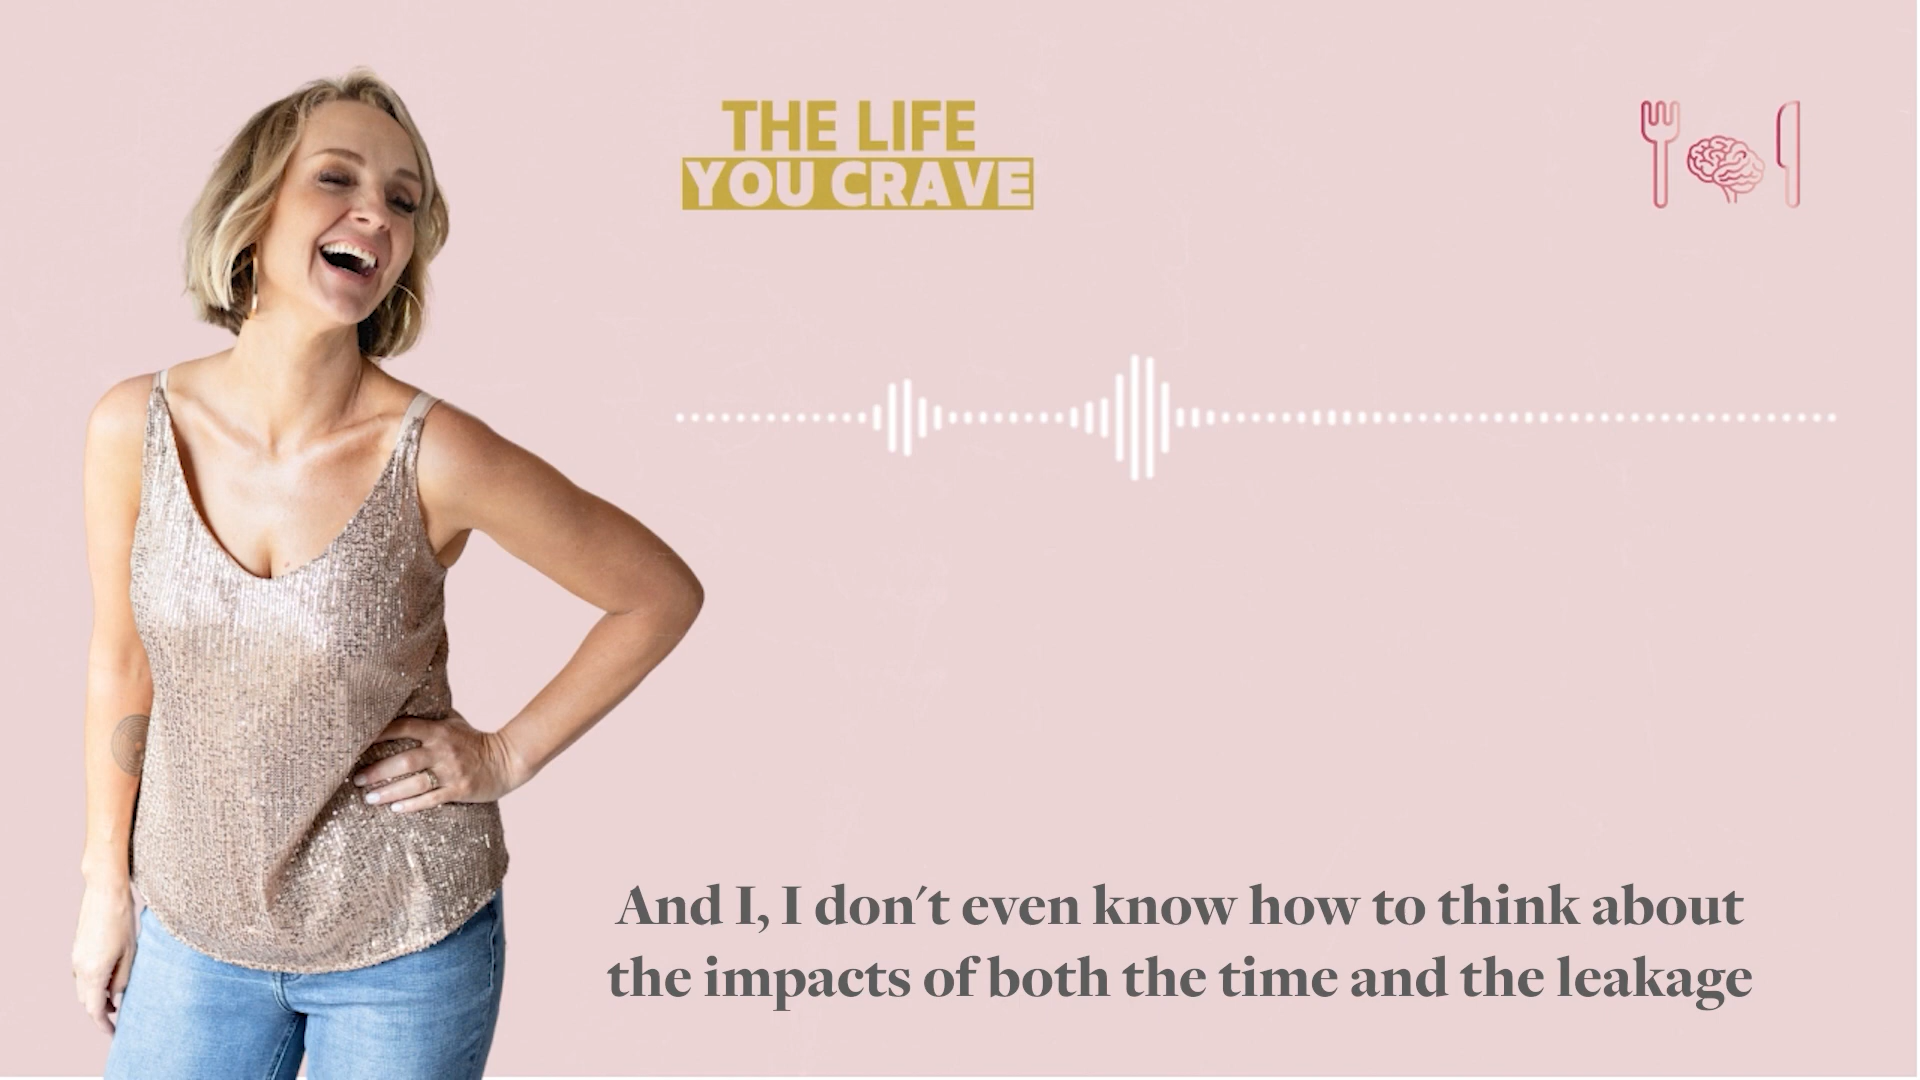 THE LIFE
YOU CRAVE
And I, I don't even know how to think about
the impacts of both the time and the leakage